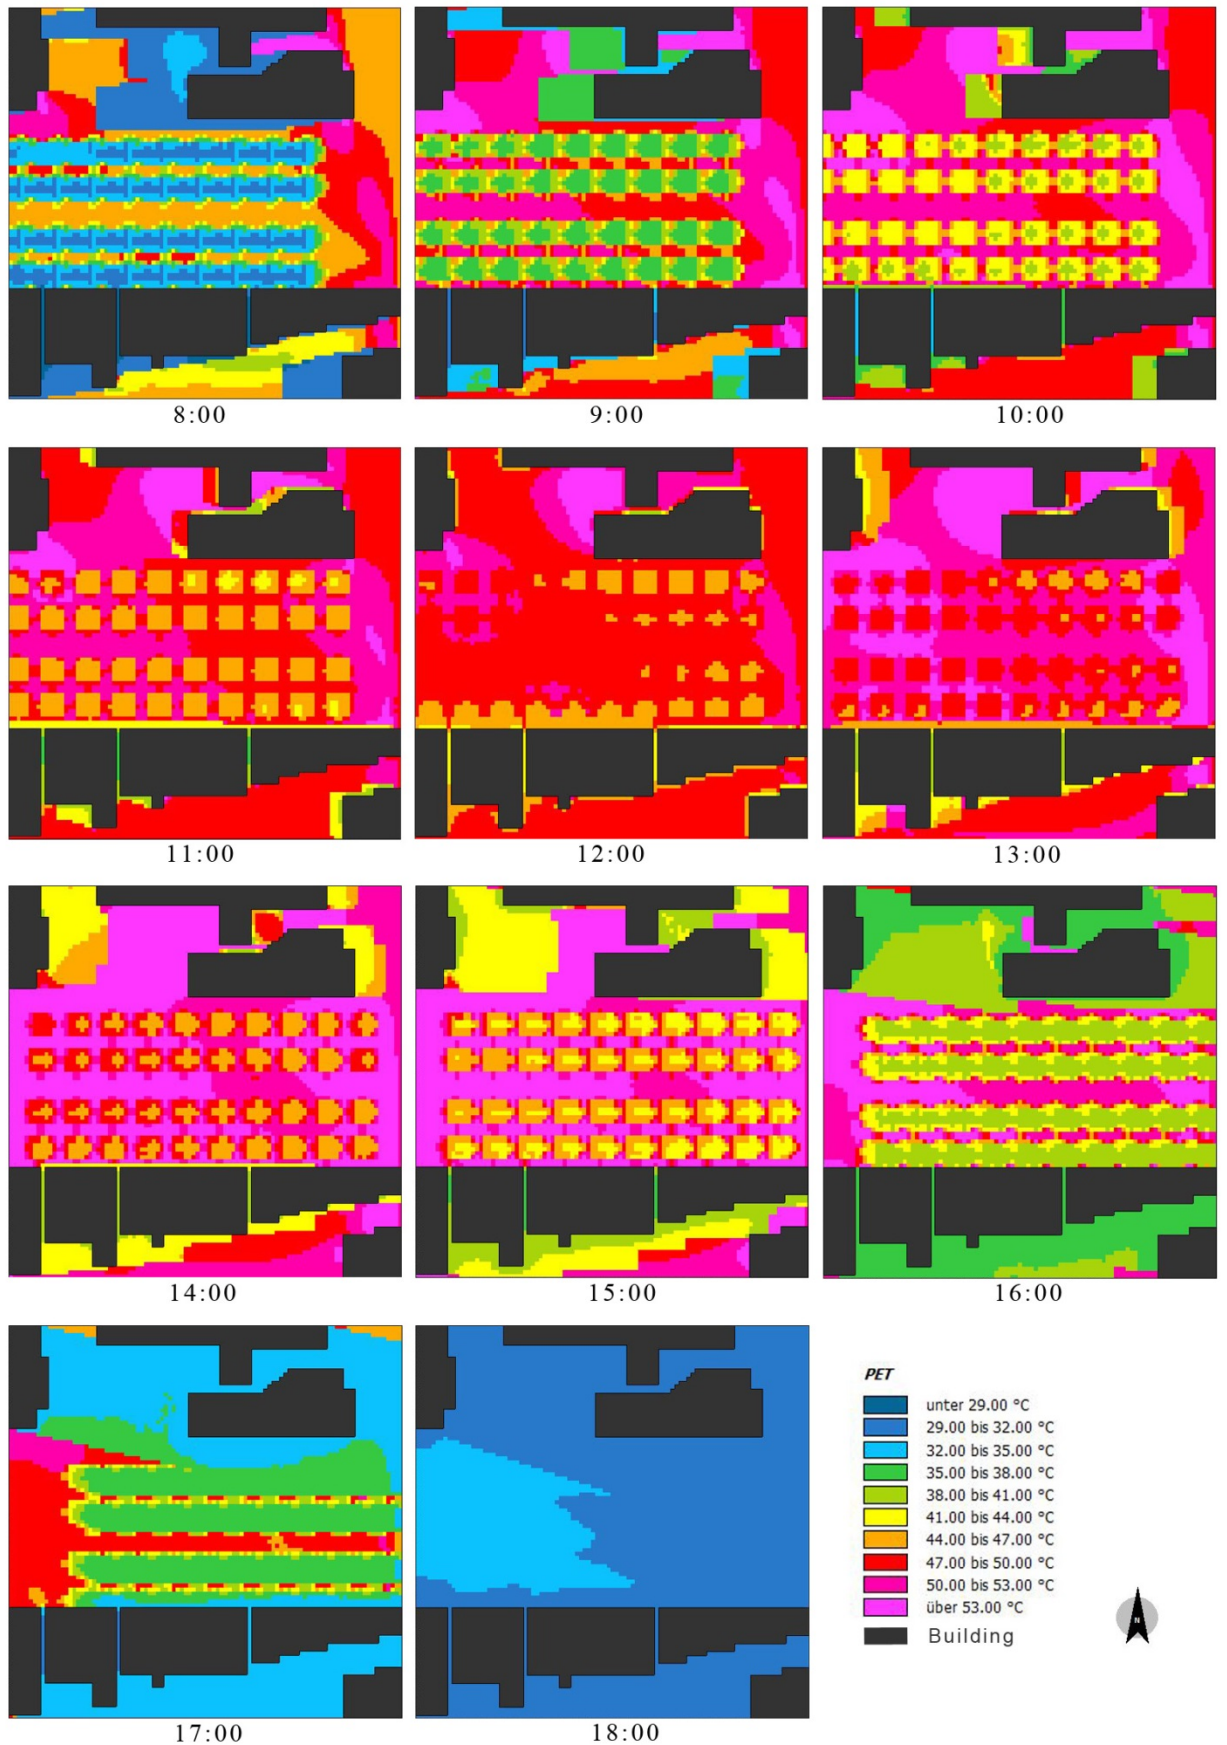 8:00
9:00
10:00
11:00
12:00
13:00
14:00
15:00
16:00
17:00
18:00
PET
unter 29.00 °C
29.00 bis 32.00 °C
32.00 bis 35.00 °C
35.00 bis 38.00 °C
38.00 bis 41.00 °C
41.00 bis 44.00 °C
44.00 bis 47.00 °C
47.00 bis 50.00 °C
50.00 bis 53.00 °C
über 53.00 °C
Building
N